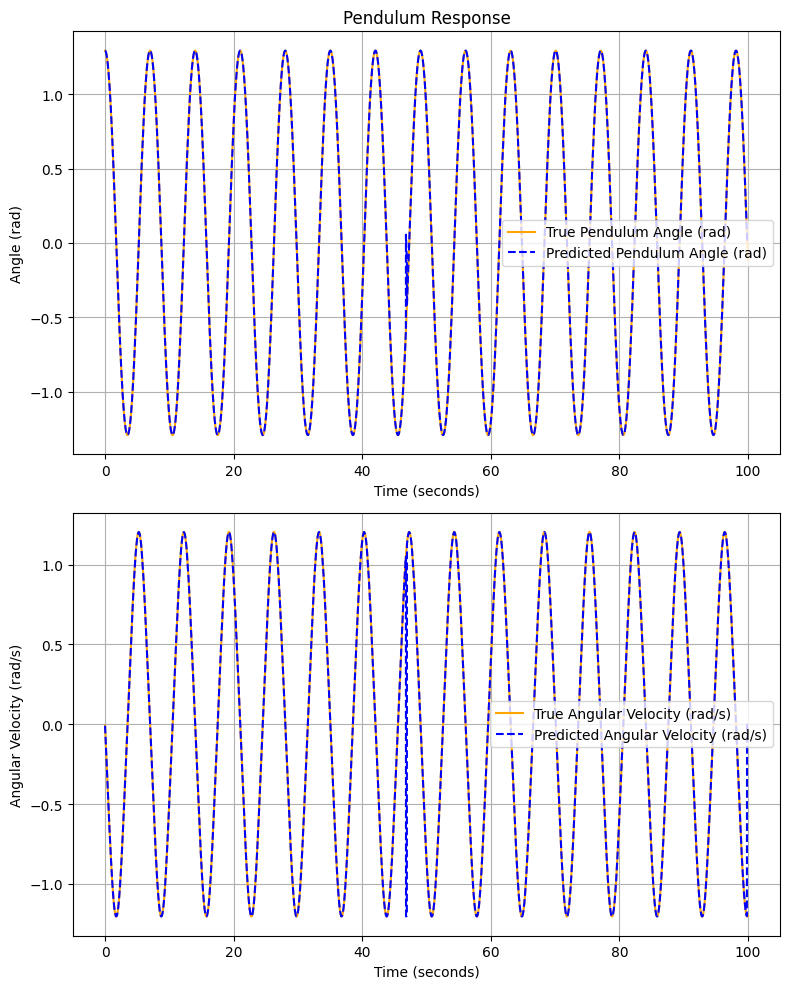 Pendulum Response
1.0
0.5
0.0
−0.5
−1.0
Angle (rad)
True Pendulum Angle (rad)
Predicted Pendulum Angle (rad)
0 20 40 60 80 100
Time (seconds)
1.0
0.5
0.0
−0.5
−1.0
Angular Velocity (rad/s)
True Angular Velocity (rad/s)
Predicted Angular Velocity (rad/s)
0 20 40 60 80 100
Time (seconds)